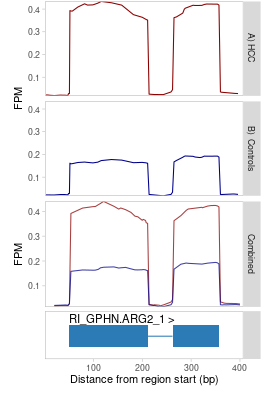 0.4
0.3
0.2
0.1
A) HCC
0.4
0.3
0.2
0.1
B) Controls
FPM
0.4
0.3
0.2
0.1
Combined
FPM
FPM
RI_GPHN.ARG2_1 >
100 200 300 400
Distance from region start (bp)